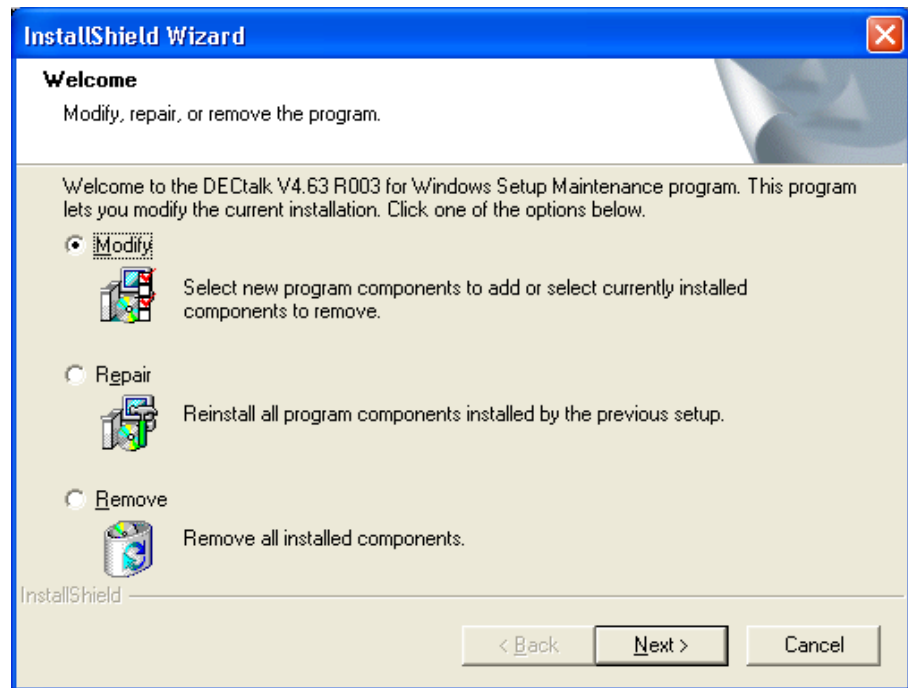 InstallShield Wizard
Welcome
Modify, repair, or remove the program.
Welcome to the DECtalk V4.63 R003 for Windows Setup Maintenance program. This program
lets you modify the current installation. Click one of the options below.
Modify
Select new program components to add or select currently installed
components to remove.
Repair
Reinstall all program components installed by the previous setup.
Remove
Remove all installed components.
InstallShield
< Back Next > Cancel